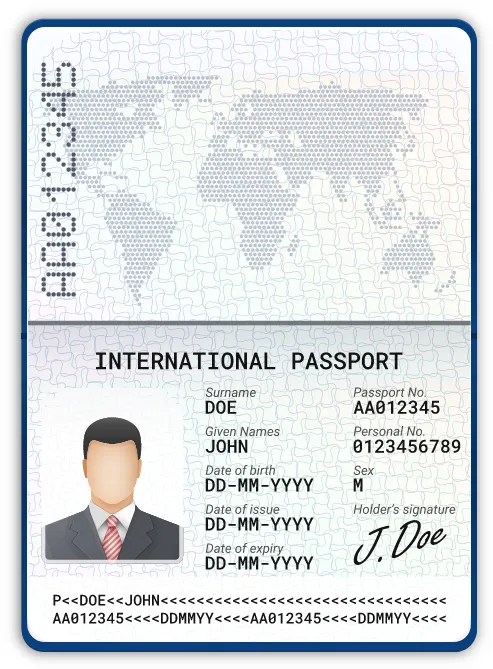 AA012345
INTERNATIONAL PASSPORT
Surname
DOE
Passport No.
AA012345
Given Names
JOHN
Personal No.
0123456789
Date of birth
DD-MM-YYYY
Sex
M
Date of issue
DD-MM-YYYY
Holder's signature
J. Doe
Date of expiry
DD-MM-YYYY
P<<DOE<<JOHN<<<<<<<<<<<<<<<<<<<<<<<<<<<<<<<<
AA012345<<<<DDMMYY<<<<AA012345<<<<DDMMYY<<<<